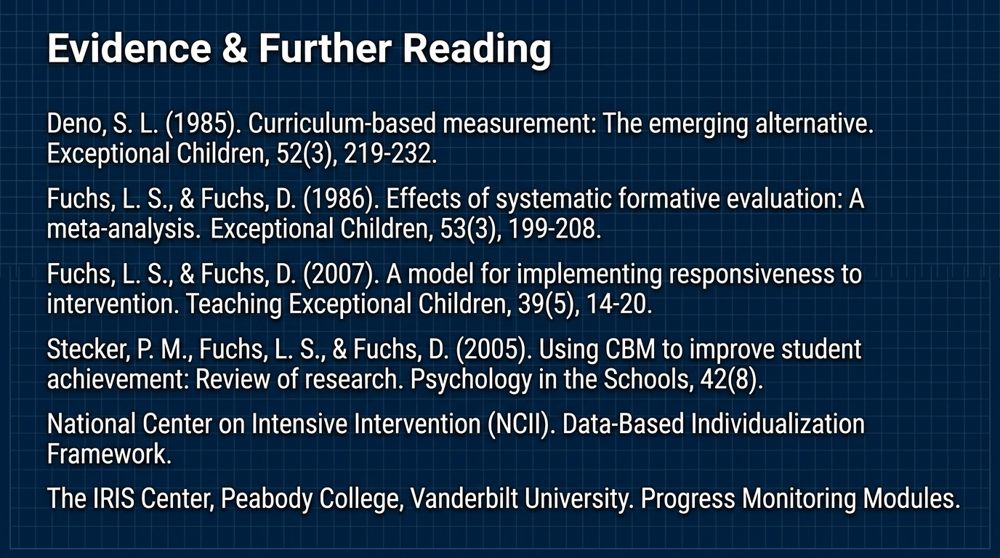 Evidence & Further Reading
Deno, S. L. (1985). Curriculum-based measurement: The emerging alternative.
Exceptional Children, 52(3), 219-232.
Fuchs, L. S., & Fuchs, D. (1986). Effects of systematic formative evaluation: A
meta-analysis. Exceptional Children, 53(3), 199-208.
Fuchs, L. S., & Fuchs, D. (2007). A model for implementing responsiveness to
intervention. Teaching Exceptional Children, 39(5), 14-20.
Stecker, P. M., Fuchs, L. S., & Fuchs, D. (2005). Using CBM to improve student
achievement: Review of research. Psychology in the Schools, 42(8).
National Center on Intensive Intervention (NCII). Data-Based Individualization
Framework.
The IRIS Center, Peabody College, Vanderbilt University. Progress Monitoring Modules.